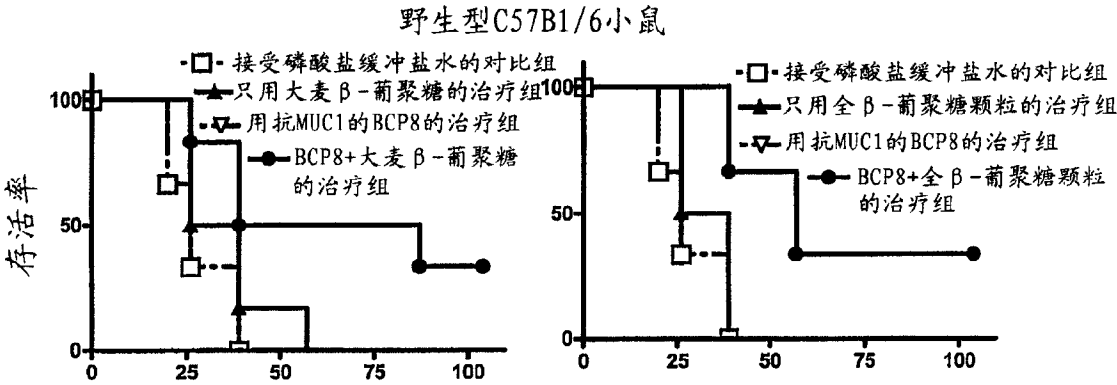 野生型C57B1/6小鼠
接受磷酸盐缓冲盐水的对比组
只用大麦β-葡聚糖的治疗组
用抗MUC1的BCP8的治疗组
BCP8+大麦β-葡聚糖
的治疗组
存活率
100
50
0
0
25
50
75
100
接受磷酸盐缓冲盐水的对比组
只用全β-葡聚糖颗粒的治疗组
用抗MUC1的BCP8的治疗组
BCP8+全β-葡聚糖颗粒
的治疗组
100
50
0
0
25
50
75
100